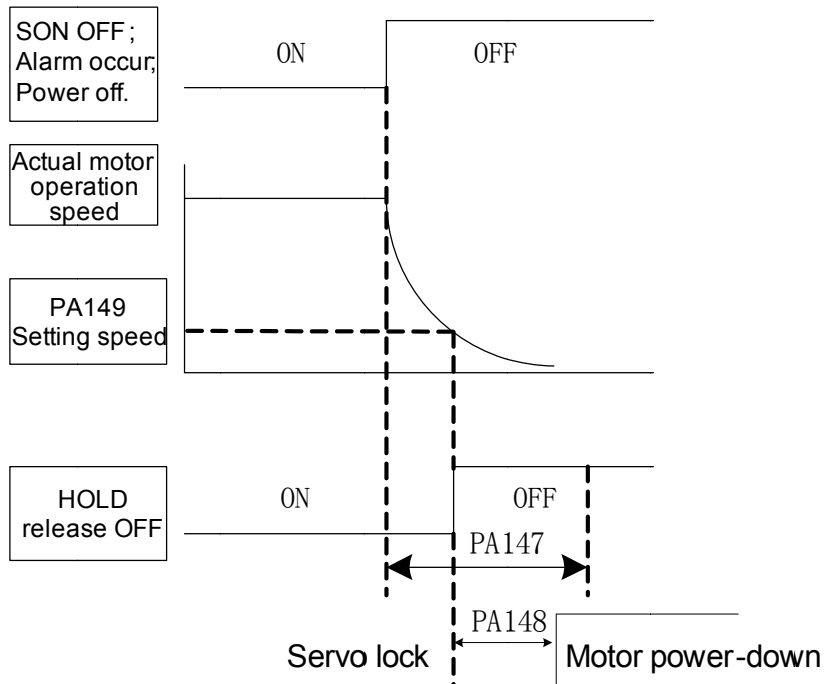 SON OFF;
Alarm occur;
Power off.
ON
OFF
Actual motor
operation
speed
PA149
Setting speed
HOLD
release OFF
ON
OFF
PA147
PA148
Servo lock
Motor power-down